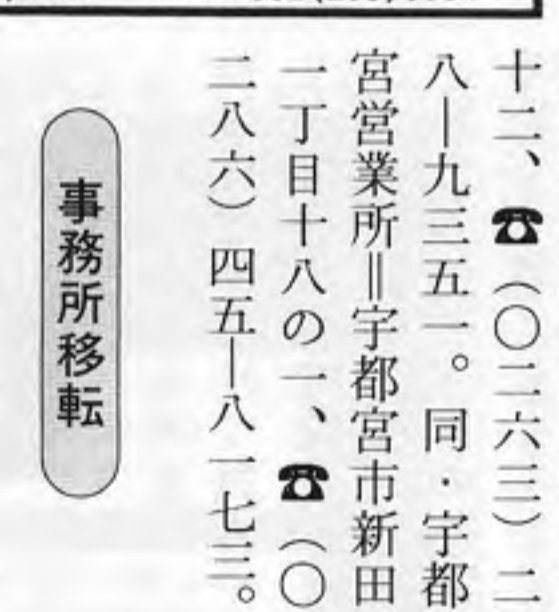 十二、☎（〇二六三）二
八―九三五一。同・宇都
宮営業所＝宇都宮市新田
一丁目十八の一、☎（〇
二八六）四五―八一七三。
事務所移転